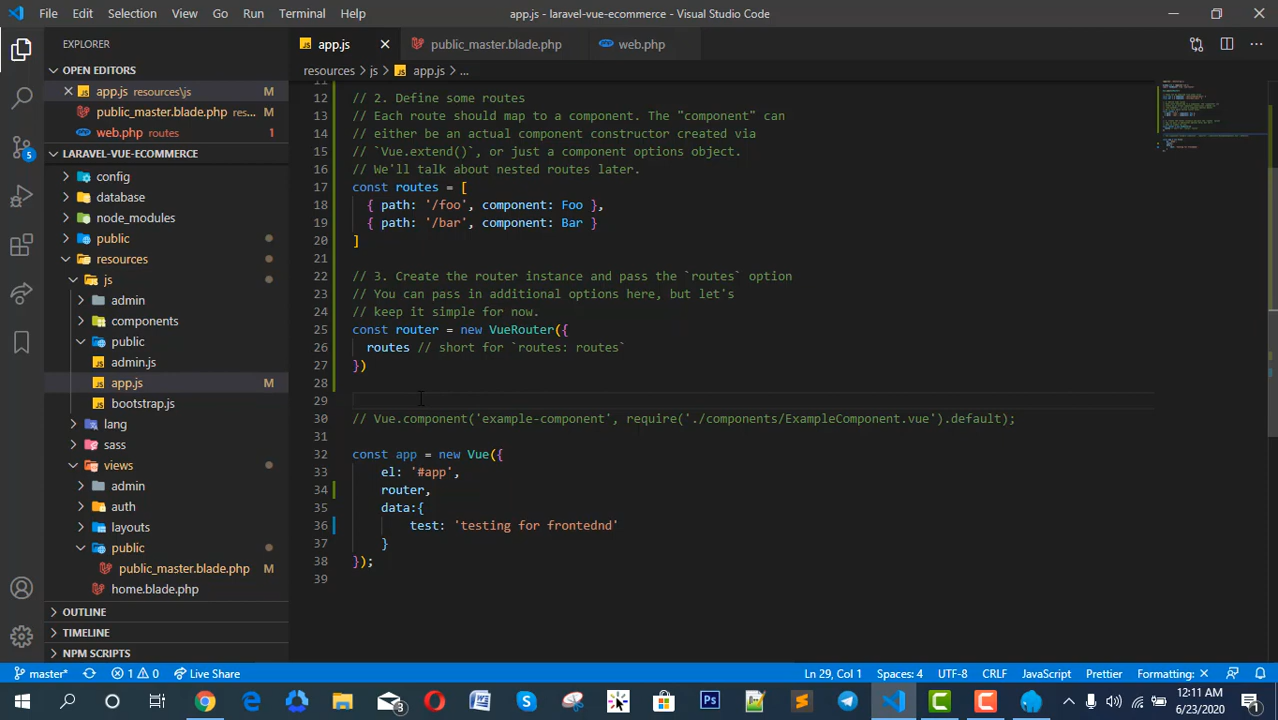 File Edit Selection View Go Run Terminal Help
app.js - laravel-vue-ecommerce - Visual Studio Code
EXPLORER
app.js
public_master.blade.php
web.php
resources > js > app.js > ...
OPEN EDITORS
app.js resources\js M
public_master.blade.php res... M
web.php routes 1
LARAVEL-VUE-ECOMMERCE
config
database
node_modules
public
resources
js
admin
components
public
admin.js
app.js M
bootstrap.js
lang
sass
views
admin
auth
layouts
public
public_master.blade.php M
home.blade.php
OUTLINE
TIMELINE
NPM SCRIPTS
5
11
12 // 2. Define some routes
13 // Each route should map to a component. The "component" can
14 // either be an actual component constructor created via
15 // `Vue.extend()`, or just a component options object.
16 // We'll talk about nested routes later.
17 const routes = [
18 { path: '/foo', component: Foo },
19 { path: '/bar', component: Bar }
20 ]
21
22 // 3. Create the router instance and pass the `routes` option
23 // You can pass in additional options here, but let's
24 // keep it simple for now.
25 const router = new VueRouter({
26 routes // short for `routes: routes`
27 })
28
29
30 // Vue.component('example-component', require('./components/ExampleComponent.vue').default);
31
32 const app = new Vue({
33 el: '#app',
34 router,
35 data:{
36 test: 'testing for frontednd'
37 }
38 });
39
master* 1 0 Live Share
Ln 29, Col 1 Spaces: 4 UTF-8 CRLF JavaScript Prettier Formatting: ×
3
12:11 AM
6/23/2020
1